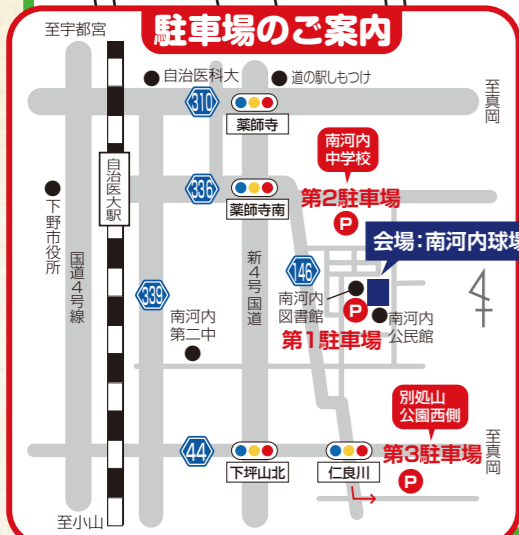 駐車場のご案内
至宇都宮
自治医科大
道の駅しもつけ
至真岡
310
薬師寺
南河内
中学校
自治医大駅
336
薬師寺南
第2駐車場
P
下野市役所
会場:南河内球場
国道4号線
新4号国道
146
339
南河内
図書館
P
南河内
第二中
南河内
公民館
第1駐車場
別処山
公園西側
44
下坪山北
仁良川
第3駐車場
P
至真岡
至小山